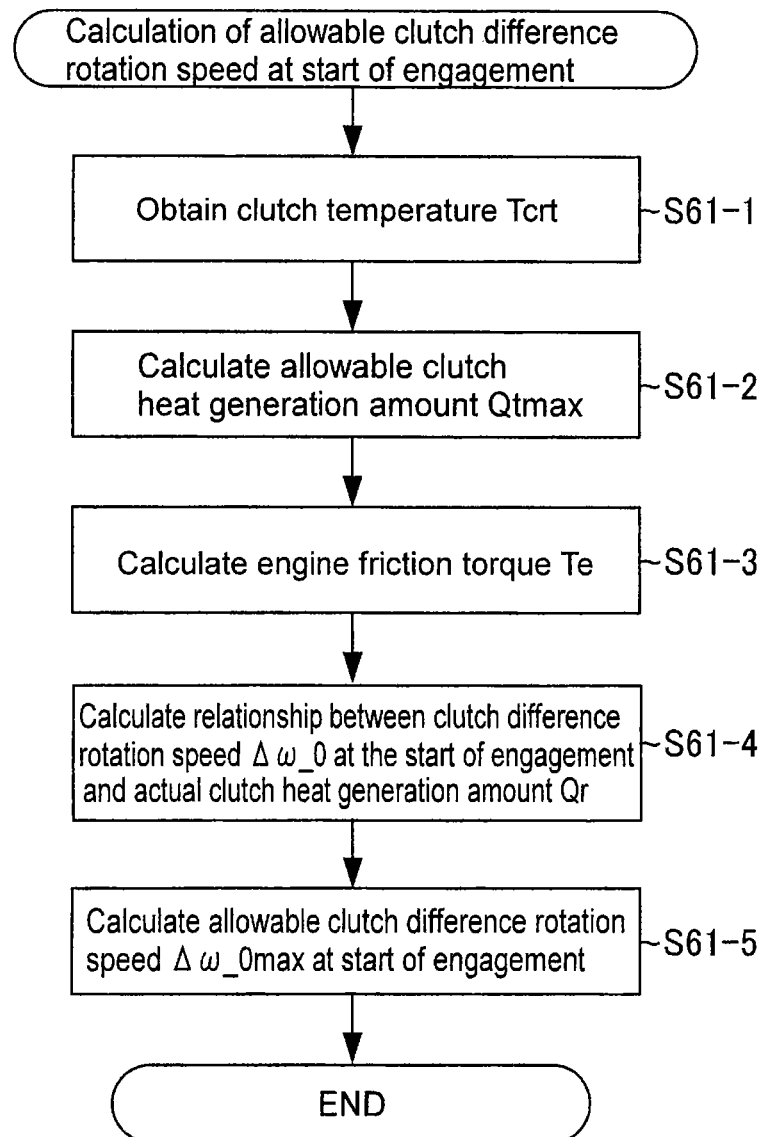 Calculation of allowable clutch difference
rotation speed at start of engagement
Obtain clutch temperature Tcrt
~S61-1
Calculate allowable clutch
heat generation amount Qtmax
~S61-2
Calculate engine friction torque Te
~S61-3
Calculate relationship between clutch difference
rotation speed Δω_0 at the start of engagement
and actual clutch heat generation amount Qr
~S61-4
Calculate allowable clutch difference rotation
speed Δω_0max at start of engagement
~S61-5
END